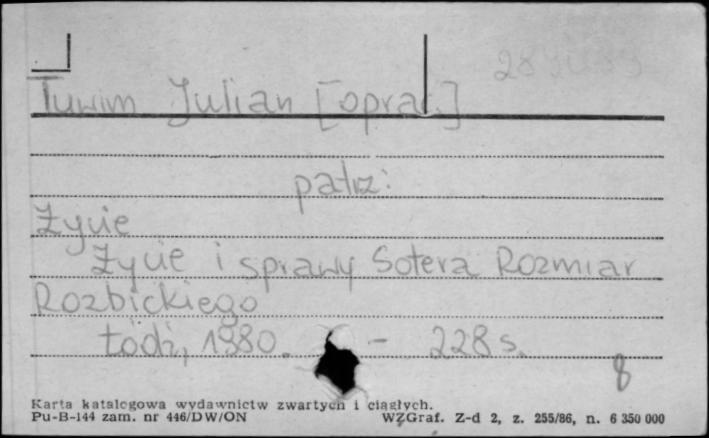 Tuwim Julian [oprac.]
patrz:
Życie
Życie i sprawy Sotera Rozmiar
Rozbickiego
Łódź, 1980. - 228 s.
8
Karta katalogowa wydawnictw zwartych i ciągłych.
Pu-B-144 zam. nr 446/DW/ON WZGraf. Z-d 2, z. 255/86, n. 6 350 000